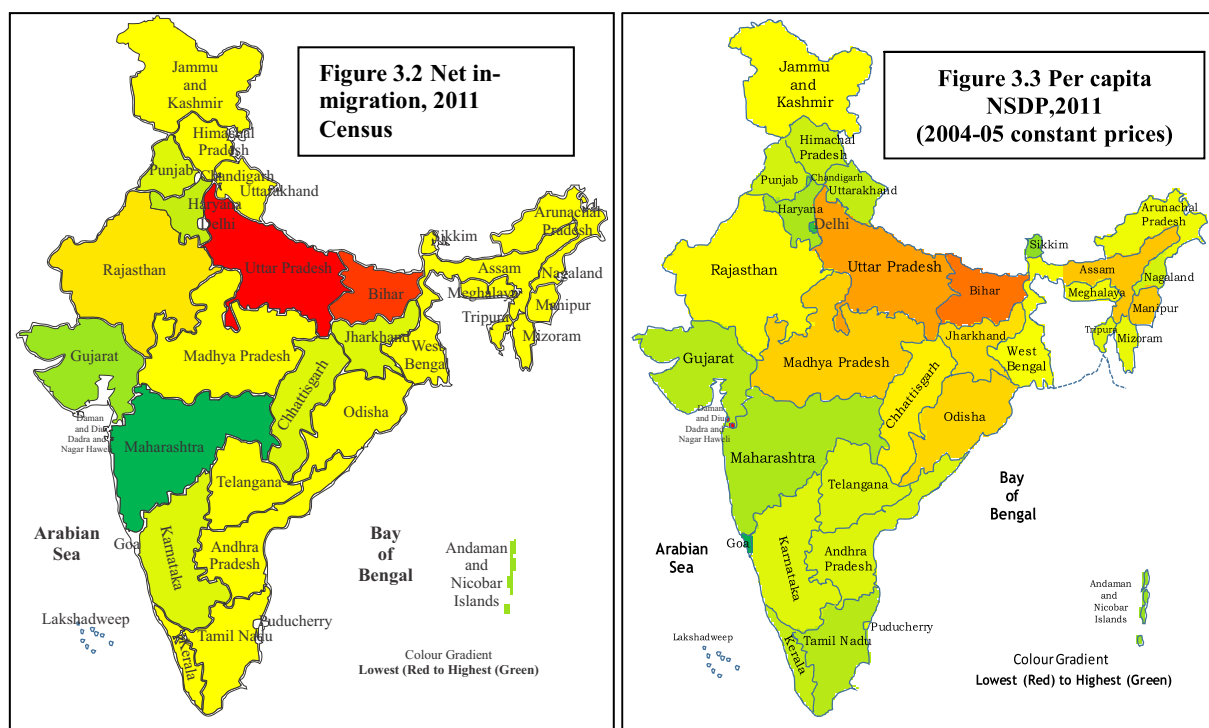 Figure 3.2 Net in-
migration, 2011
Census
Jammu
and
Kashmir
Himachal
Pradesh
Punjab
Chandigarh
Uttarakhand
Haryana
Delhi
Rajasthan
Uttar Pradesh
Bihar
Sikkim
Arunachal
Pradesh
Assam
Nagaland
Meghalaya
Manipur
Tripura
Mizoram
Gujarat
Madhya Pradesh
Jharkhand
West
Bengal
Chhattisgarh
Odisha
Daman
and Diu
Dadra and
Nagar Haweli
Maharashtra
Telangana
Arabian
Sea
Goa
Karnataka
Andhra
Pradesh
Bay
of
Bengal
Andaman
and
Nicobar
Islands
Lakshadweep
Kerala
Tamil Nadu
Puducherry
Colour Gradient
Lowest (Red to Highest (Green)
Figure 3.3 Per capita
NSDP,2011
(2004-05 constant prices)
Jammu
and
Kashmir
Himachal
Pradesh
Punjab
Chandigarh
Uttarakhand
Haryana
Delhi
Rajasthan
Uttar Pradesh
Bihar
Sikkim
Arunachal
Pradesh
Assam
Nagaland
Meghalaya
Manipur
Tripura
Mizoram
Gujarat
Madhya Pradesh
Jharkhand
West
Bengal
Chhattisgarh
Odisha
Daman
and Diu
Dadra and
Nagar Haweli
Maharashtra
Telangana
Bay
of
Bengal
Arabian
Sea
Goa
Karnataka
Andhra
Pradesh
Andaman
and
Nicobar
Islands
Lakshadweep
Kerala
Tamil Nadu
Puducherry
Colour Gradient
Lowest (Red) to Highest (Green)